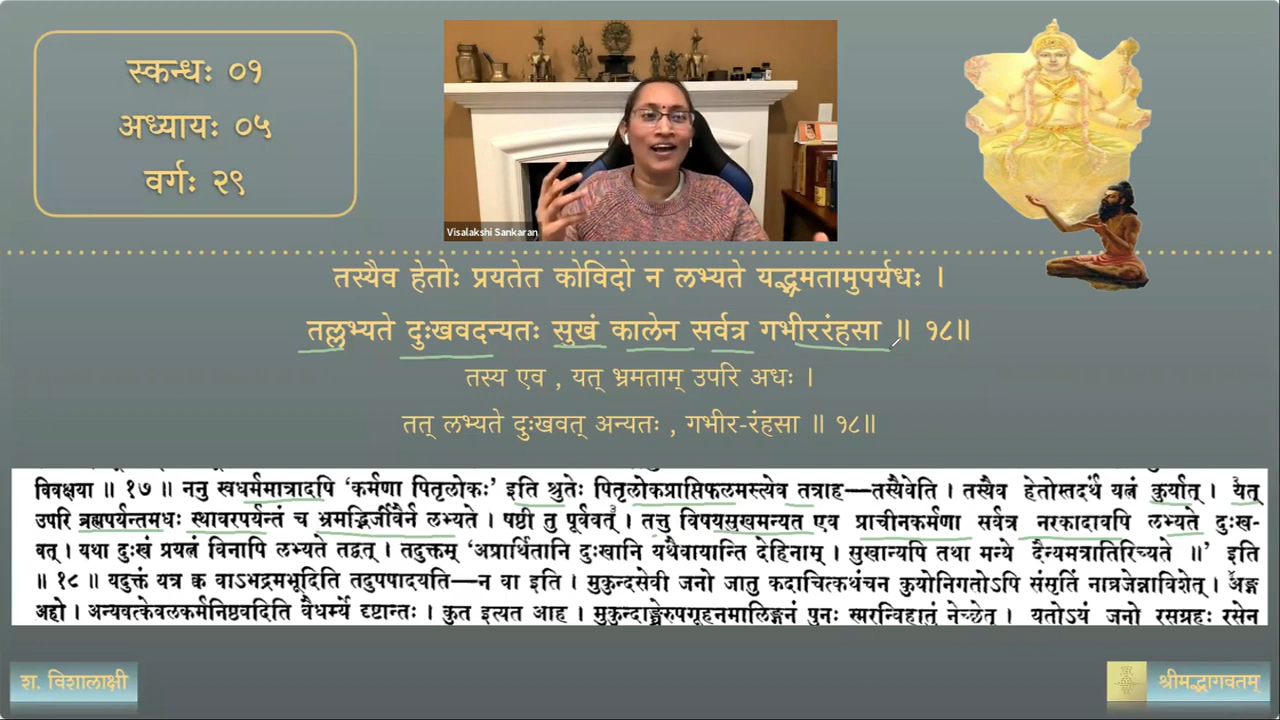 स्कन्धः ०१
अध्यायः ०५
वर्गः २९
Visalakshi Sankaran
तस्यैव हेतोः प्रयतेत कोविदो न लभ्यते यद्भ्रमतामुपर्यधः ।
तल्लभ्यते दुःखवदन्यतः सुखं कालेन सर्वत्र गभीररंहसा ॥ १८॥
तस्य एव , यत् भ्रमताम् उपरि अधः ।
तत् लभ्यते दुःखवत् अन्यतः , गभीर-रंहसा ॥ १८॥
विवक्षया ॥ १७ ॥ ननु स्वधर्ममात्रादपि ‘कर्मणा पितृलोकः’ इति श्रुतेः पितृलोकप्राप्तिफलमस्त्येव तत्राह—तस्यैवेति । तस्यैव हेतोस्तदर्थं यत्नं कुर्यात् । यत्
उपरि ब्रह्मपर्यन्तमधः स्थावरपर्यन्तं च भ्रमद्भिर्जीवैर्न लभ्यते । षष्ठी तु पूर्ववत् । तत्तु विषयसुखमन्यत एव प्राचीनकर्मणा सर्वत्र नरकादावपि लभ्यते दुःख-
वत् । यथा दुःखं प्रयत्नं विनापि लभ्यते तद्वत् । तदुक्तम् ‘अप्रार्थितानि दुःखानि यथैवायान्ति देहिनाम् । सुखान्यपि तथा मन्ये दैन्यमत्रातिरिच्यते ॥’ इति
॥ १८ ॥ यदुक्तं यत्र क्व वाऽभद्रमभूदिति तदुपपादयति—न वा इति । मुकुन्दसेवी जनो जातु कदाचित्कथंचन कुयोनिगतोऽपि संसृतिं नाव्रजेन्नाविशेत् । अङ्ग
अहो । अन्यवत्केवलकर्मनिष्ठवदिति वैधर्म्ये दृष्टान्तः । कुत इत्यत आह । मुकुन्दाङ्घ्रेरुपगूहनमालिङ्गनं पुनः स्मरन्विहातुं नेच्छेत् । यतोऽयं जनो रसग्रहः रसेन
श. विशालाक्षी
श्रीमद्भागवतम्